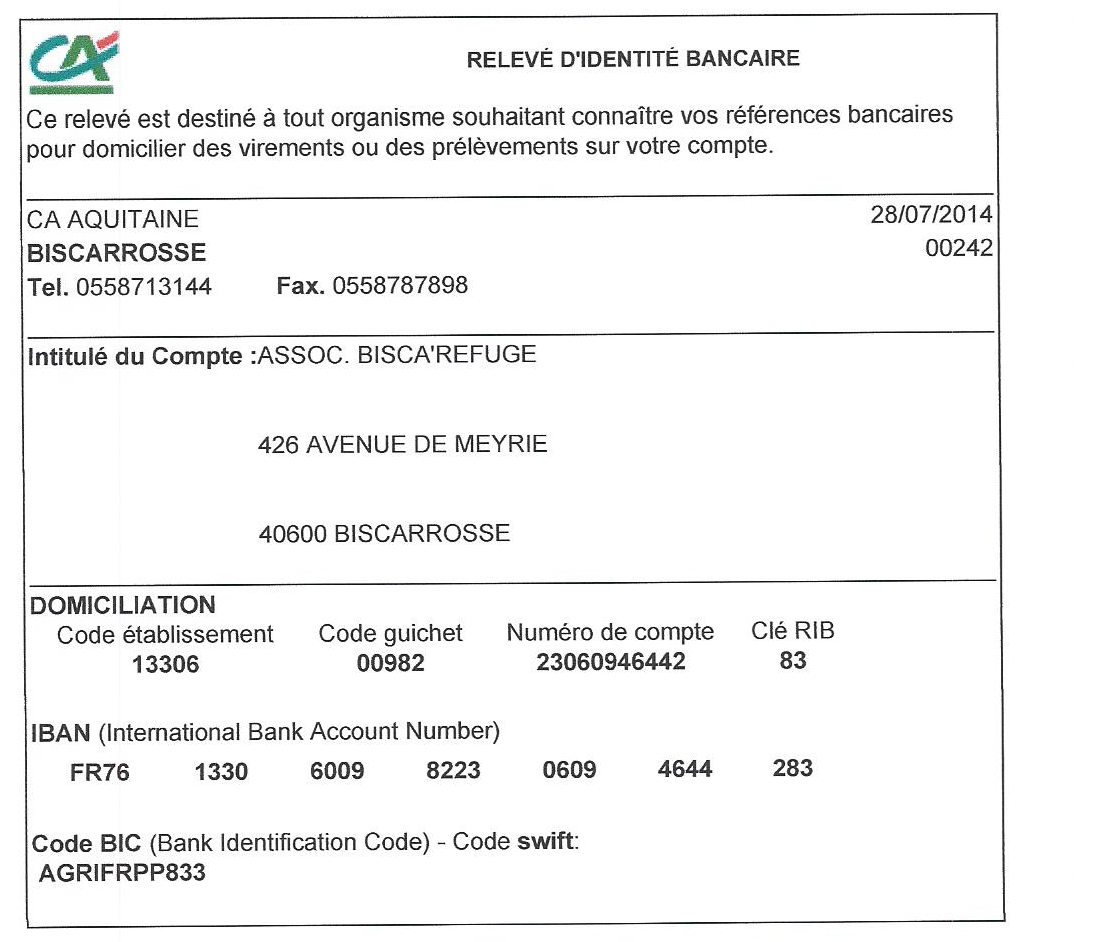 CA
RELEVÉ D'IDENTITÉ BANCAIRE
Ce relevé est destiné à tout organisme souhaitant connaître vos références bancaires
pour domicilier des virements ou des prélèvements sur votre compte.
CA AQUITAINE 28/07/2014
BISCARROSSE 00242
Tel. 0558713144 Fax. 0558787898
Intitulé du Compte :ASSOC. BISCA'REFUGE
426 AVENUE DE MEYRIE
40600 BISCARROSSE
DOMICILIATION
Code établissement Code guichet Numéro de compte Clé RIB
13306 00982 23060946442 83
IBAN (International Bank Account Number)
FR76 1330 6009 8223 0609 4644 283
Code BIC (Bank Identification Code) - Code swift:
AGRIFRPP833